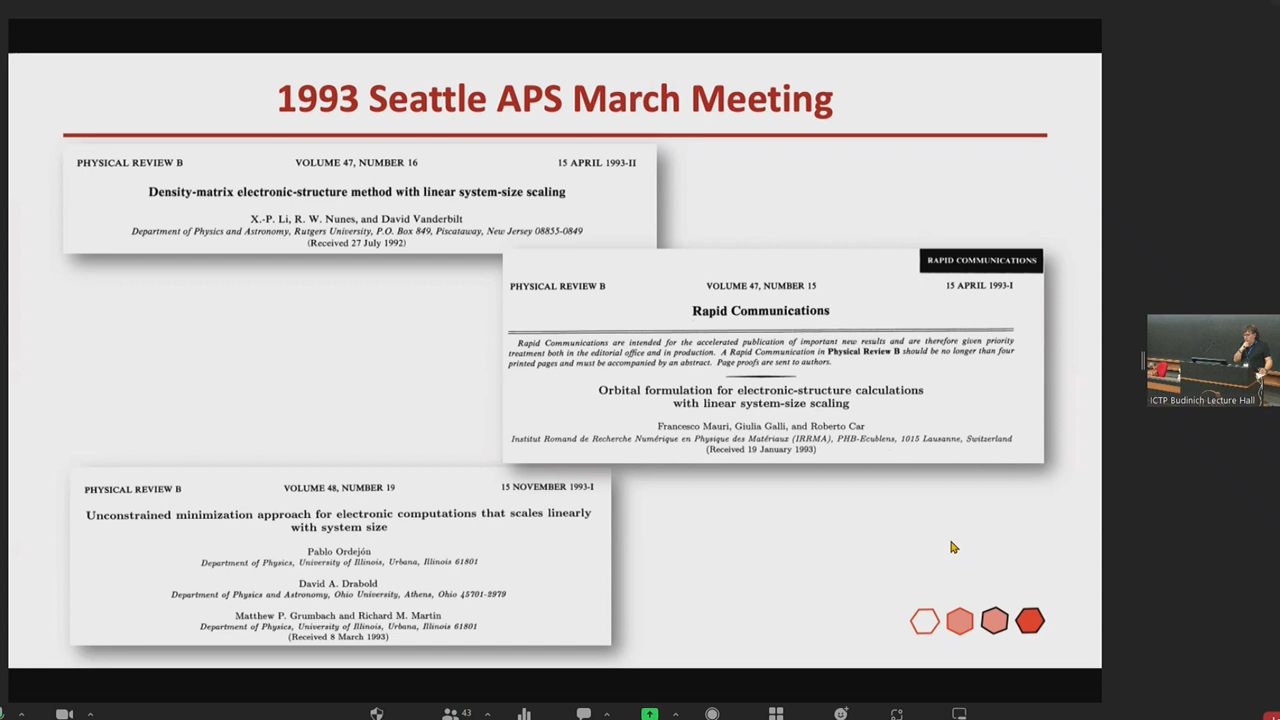 1993 Seattle APS March Meeting
PHYSICAL REVIEW B VOLUME 47, NUMBER 16 15 APRIL 1993-II
Density-matrix electronic-structure method with linear system-size scaling
X.-P. Li, R. W. Nunes, and David Vanderbilt
Department of Physics and Astronomy, Rutgers University, P.O. Box 849, Piscataway, New Jersey 08855-0849
(Received 27 July 1992)
RAPID COMMUNICATIONS
PHYSICAL REVIEW B VOLUME 47, NUMBER 15 15 APRIL 1993-I
Rapid Communications
Rapid Communications are intended for the accelerated publication of important new results and are therefore given priority
treatment both in the editorial office and in production. A Rapid Communication in Physical Review B should be no longer than four
printed pages and must be accompanied by an abstract. Page proofs are sent to authors.
Orbital formulation for electronic-structure calculations
with linear system-size scaling
Francesco Mauri, Giulia Galli, and Roberto Car
Institut Romand de Recherche Numérique en Physique des Matériaux (IRRMA), PHB-Ecublens, 1015 Lausanne, Switzerland
(Received 19 January 1993)
PHYSICAL REVIEW B VOLUME 48, NUMBER 19 15 NOVEMBER 1993-I
Unconstrained minimization approach for electronic computations that scales linearly
with system size
Pablo Ordejón
Department of Physics, University of Illinois, Urbana, Illinois 61801
David A. Drabold
Department of Physics and Astronomy, Ohio University, Athens, Ohio 45701-2979
Matthew P. Grumbach and Richard M. Martin
Department of Physics, University of Illinois, Urbana, Illinois 61801
(Received 8 March 1993)
ICTP Budinich Lecture Hall
43